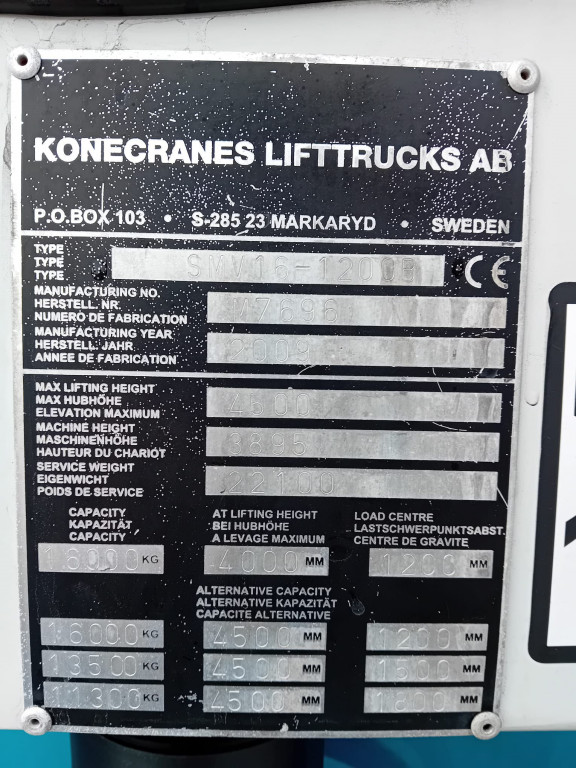 KONECRANES LIFTTRUCKS AB
P.O.BOX 103 • S-285 23 MARKARYD • SWEDEN
TYPE
TYPE
TYPE
SMV16-1200B
CE
MANUFACTURING NO.
HERSTELL. NR.
NUMERO DE FABRICATION
M7696
MANUFACTURING YEAR
HERSTELL. JAHR
ANNEE DE FABRICATION
2009
MAX LIFTING HEIGHT
MAX HUBHÖHE
ELEVATION MAXIMUM
4500
MACHINE HEIGHT
MASCHINENHÖHE
HAUTEUR DU CHARIOT
3895
SERVICE WEIGHT
EIGENWICHT
POIDS DE SERVICE
22100
CAPACITY
KAPAZITÄT
CAPACITY
AT LIFTING HEIGHT
BEI HUBHÖHE
A LEVAGE MAXIMUM
LOAD CENTRE
LASTSCHWERPUNKTSABST.
CENTRE DE GRAVITE
16000 KG 4000 MM 1200 MM
ALTERNATIVE CAPACITY
ALTERNATIVE KAPAZITÄT
CAPACITE ALTERNATIVE
16000 KG 4500 MM 1200 MM
13500 KG 4500 MM 1500 MM
11300 KG 4500 MM 1800 MM